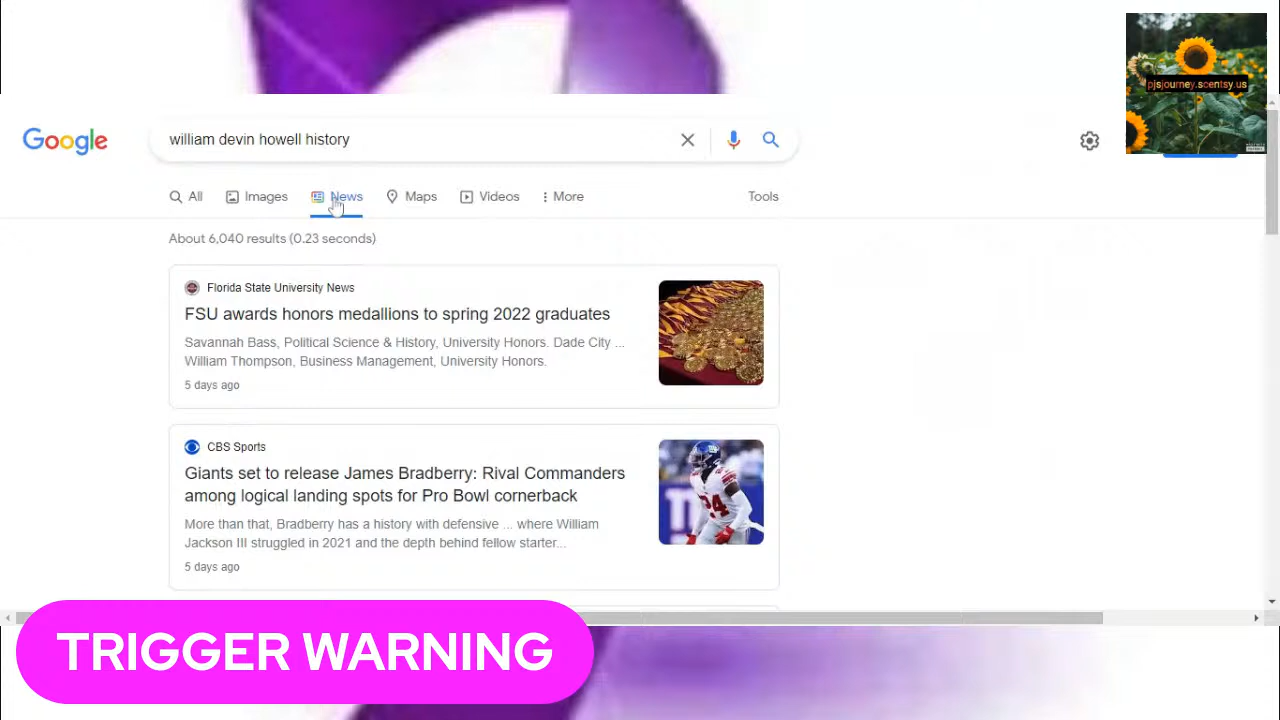 pjsjourney.scentsy.us
Google
william devin howell history
All
Images
News
Maps
Videos
More
Tools
About 6,040 results (0.23 seconds)
Florida State University News
FSU awards honors medallions to spring 2022 graduates
Savannah Bass, Political Science & History, University Honors. Dade City ...
William Thompson, Business Management, University Honors.
5 days ago
CBS Sports
Giants set to release James Bradberry: Rival Commanders
among logical landing spots for Pro Bowl cornerback
More than that, Bradberry has a history with defensive ... where William
Jackson III struggled in 2021 and the depth behind fellow starter...
5 days ago
TRIGGER WARNING